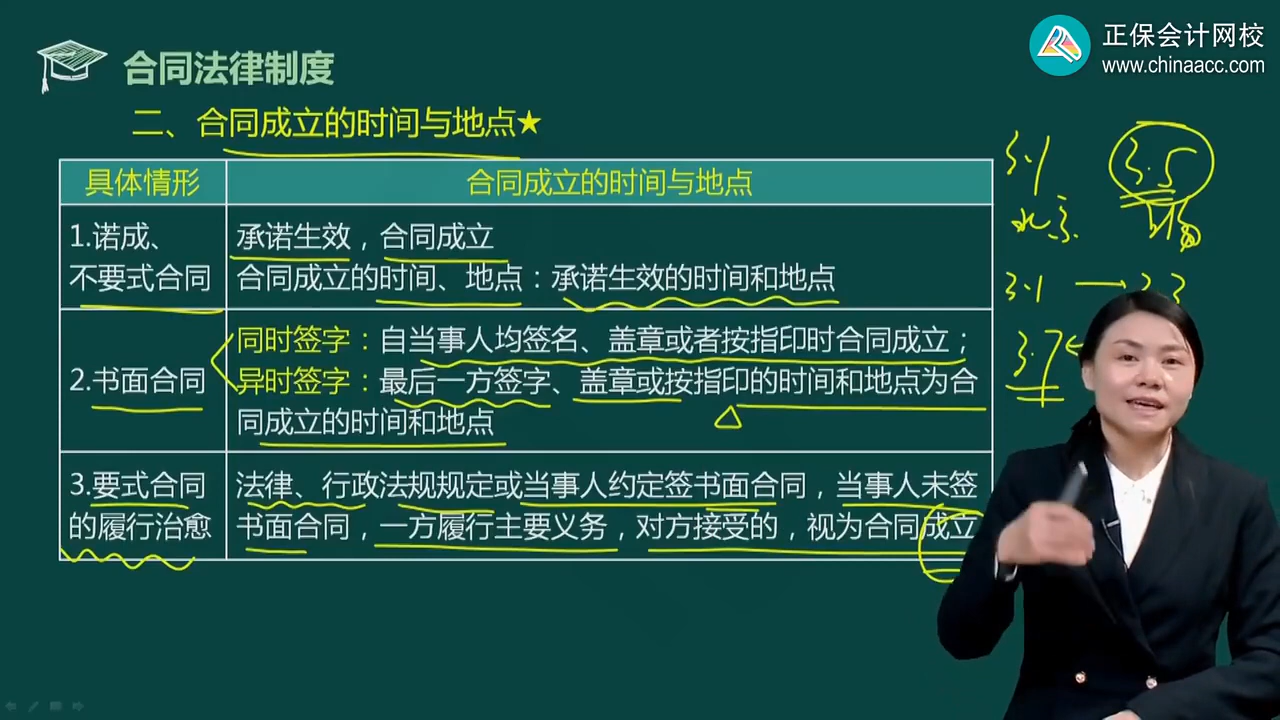 正保会计网校
www.chinaacc.com
合同法律制度
二、合同成立的时间与地点★
具体情形
合同成立的时间与地点
1.诺成、
不要式合同
承诺生效，合同成立
合同成立的时间、地点：承诺生效的时间和地点
2.书面合同
同时签字：自当事人均签名、盖章或者按指印时合同成立；
异时签字：最后一方签字、盖章或按指印的时间和地点为合
同成立的时间和地点
3.要式合同
的履行治愈
法律、行政法规规定或当事人约定签书面合同，当事人未签
书面合同，一方履行主要义务，对方接受的，视为合同成立
3.1
3.5
北京
3.1
3.7